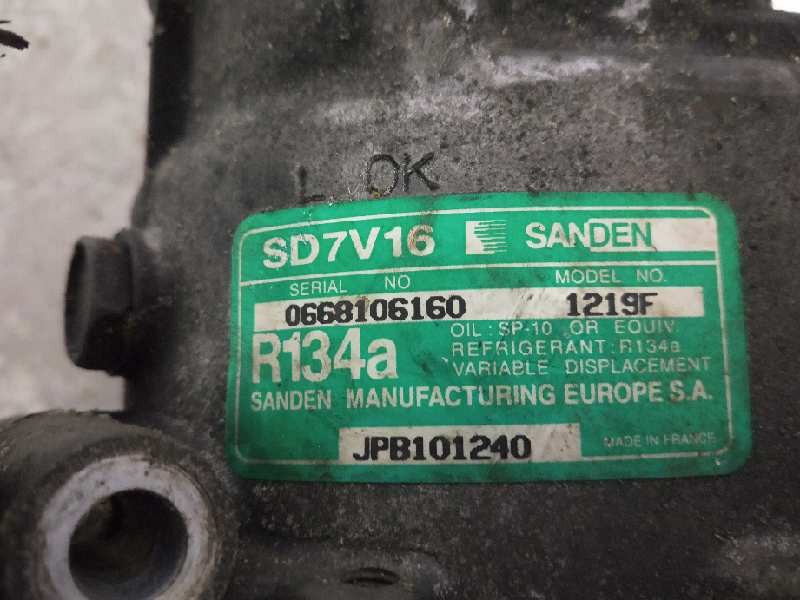 L OK
SD7V16 SANDEN
SERIAL NO MODEL NO.
0668106160 1219F
R134a
OIL : SP-10 OR EQUIV.
REFRIGERANT : R134a
VARIABLE DISPLACEMENT
SANDEN MANUFACTURING EUROPE S.A.
JPB101240 MADE IN FRANCE